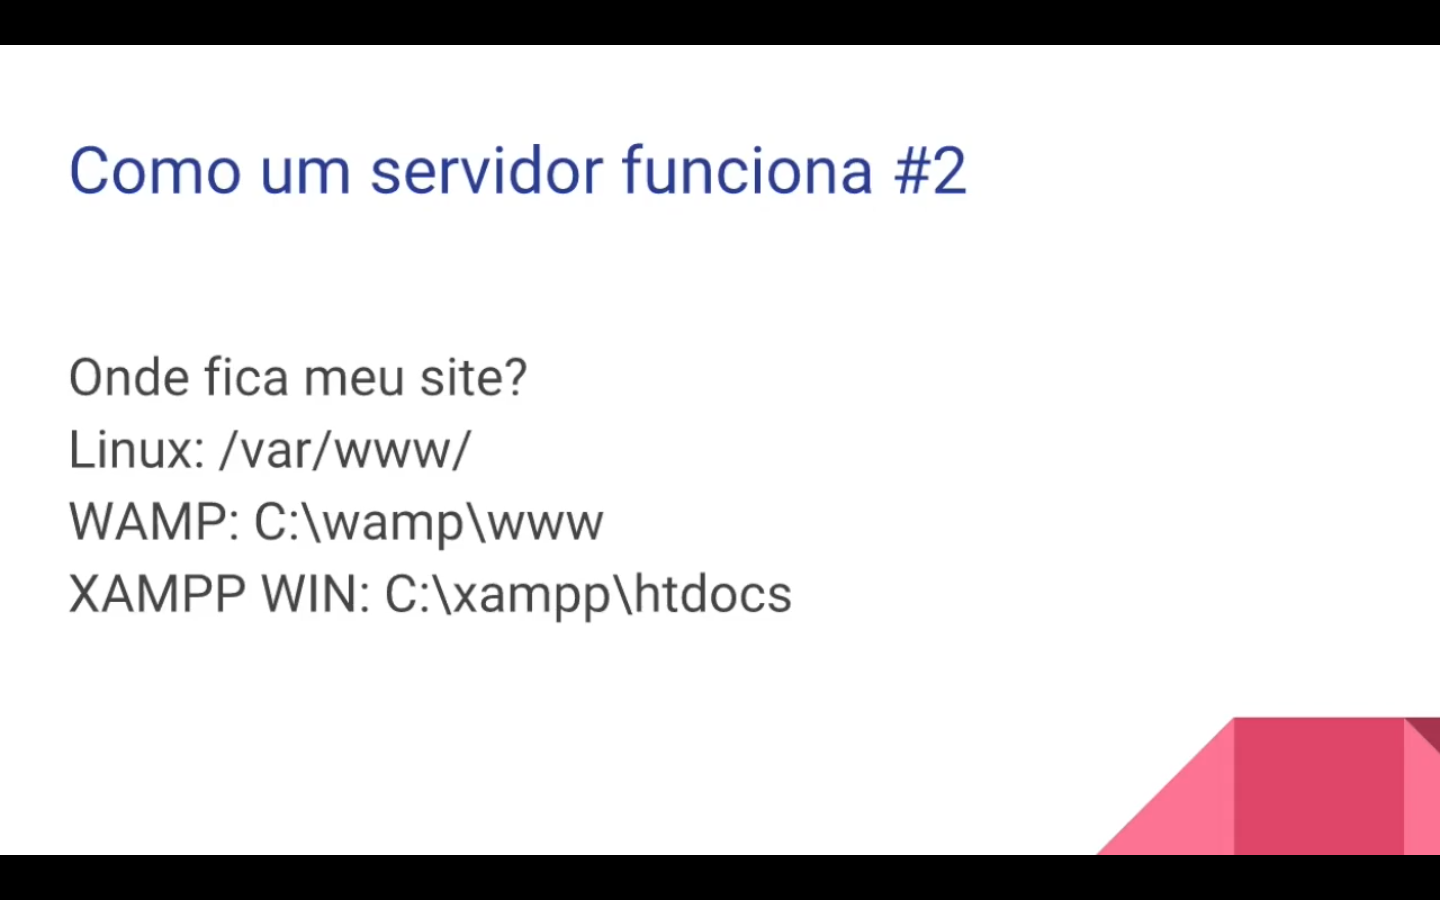 Como um servidor funciona #2
Onde fica meu site?
Linux: /var/www/
WAMP: C:\wamp\www
XAMPP WIN: C:\xampp\htdocs